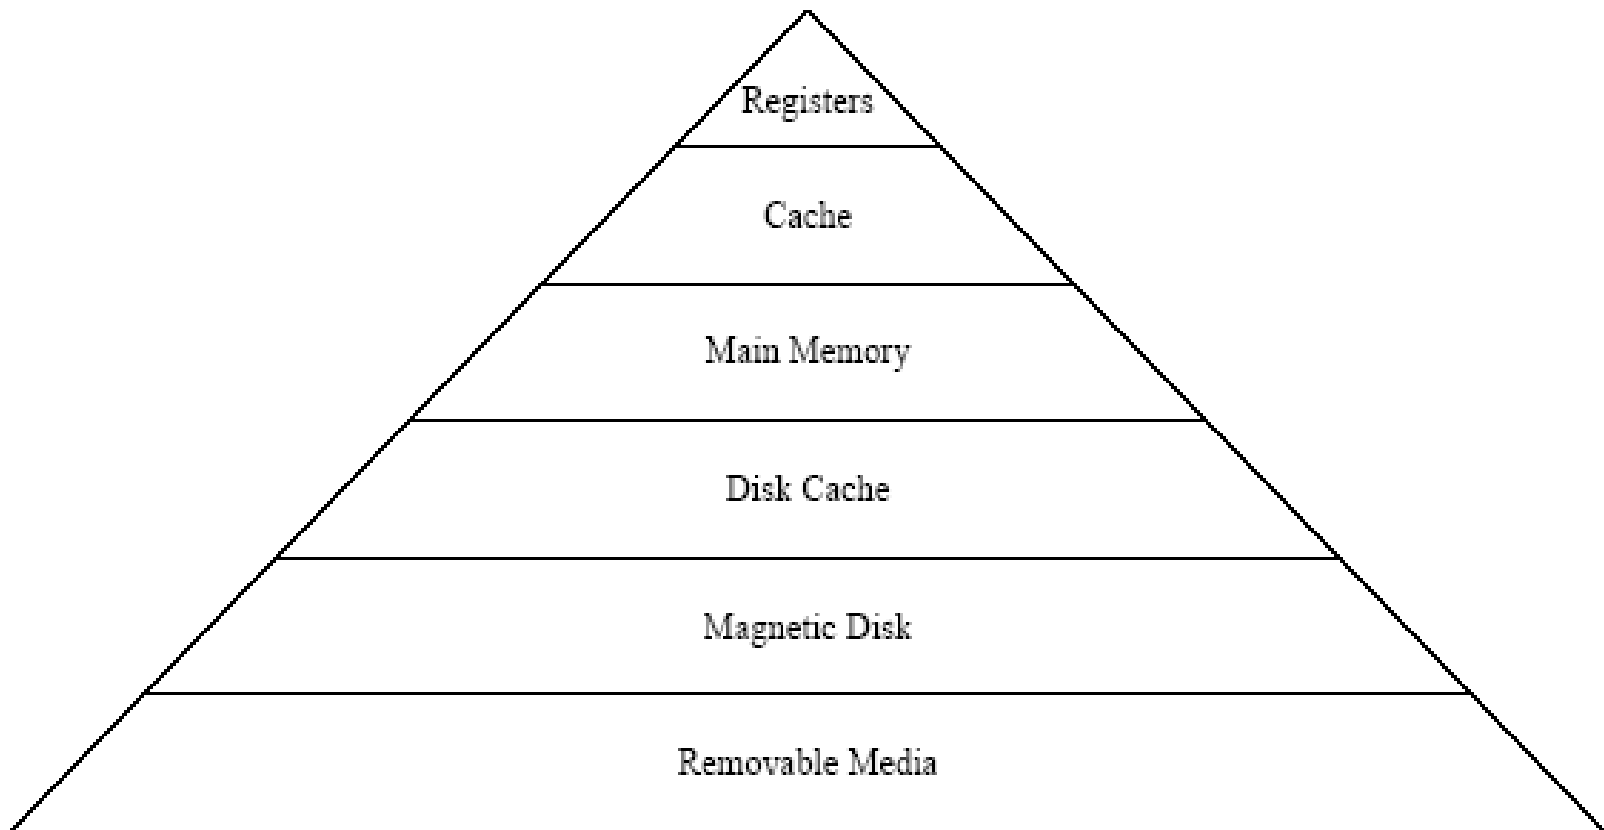 Registers
Cache
Main Memory
Disk Cache
Magnetic Disk
Removable Media